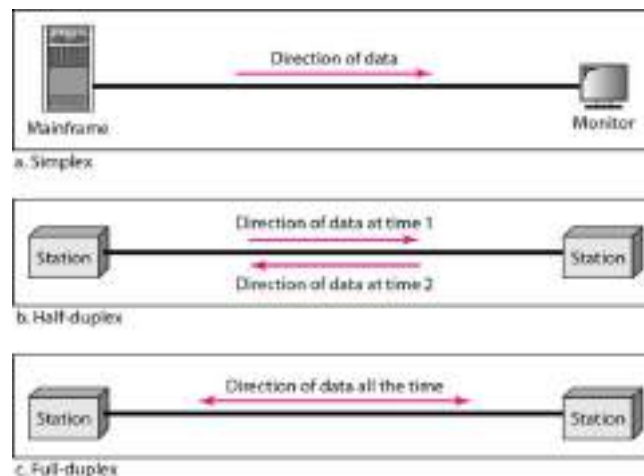 Direction of data
Mainframe
Monitor
a. Simplex
Direction of data at time 1
Station
Station
Direction of data at time 2
b. Half-duplex
Direction of data all the time
Station
Station
c. Full-duplex